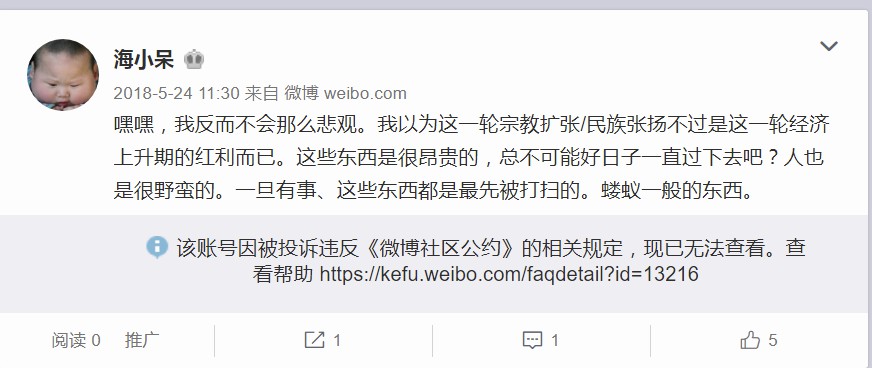 海小呆
2018-5-24 11:30 来自 微博 weibo.com
嘿嘿，我反而不会那么悲观。我以为这一轮宗教扩张/民族张扬不过是这一轮经济
上升期的红利而已。这些东西是很昂贵的，总不可能好日子一直过下去吧？人也
是很野蛮的。一旦有事、这些东西都是最先被打扫的。蝼蚁一般的东西。
该账号因被投诉违反《微博社区公约》的相关规定，现已无法查看。查
看帮助 https://kefu.weibo.com/faqdetail?id=13216
阅读 0 推广 1 1 5